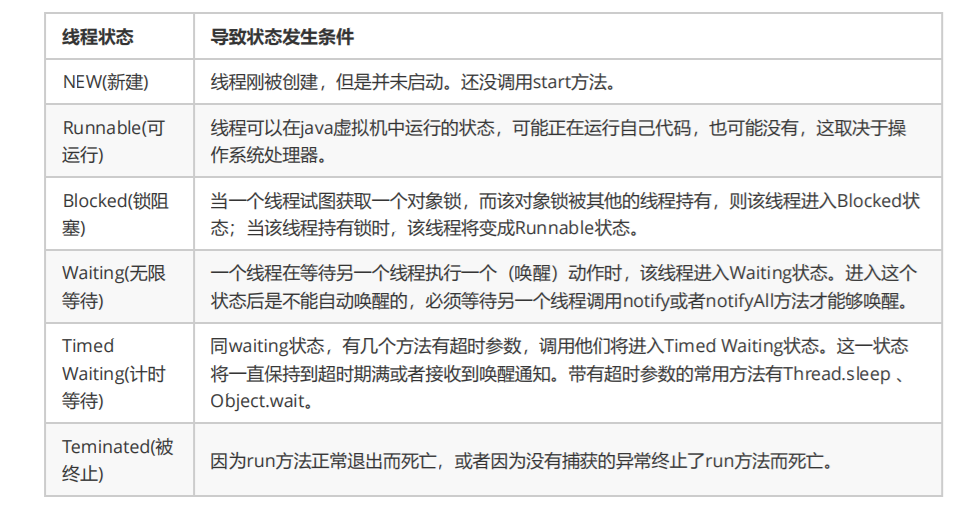 线程状态
导致状态发生条件
NEW(新建)
线程刚被创建，但是并未启动。还没调用start方法。
Runnable(可
运行)
线程可以在java虚拟机中运行的状态，可能正在运行自己代码，也可能没有，这取决于操
作系统处理器。
Blocked(锁阻
塞)
当一个线程试图获取一个对象锁，而该对象锁被其他的线程持有，则该线程进入Blocked状
态；当该线程持有锁时，该线程将变成Runnable状态。
Waiting(无限
等待)
一个线程在等待另一个线程执行一个（唤醒）动作时，该线程进入Waiting状态。进入这个
状态后是不能自动唤醒的，必须等待另一个线程调用notify或者notifyAll方法才能够唤醒。
Timed
Waiting(计时
等待)
同waiting状态，有几个方法有超时参数，调用他们将进入Timed Waiting状态。这一状态
将一直保持到超时期满或者接收到唤醒通知。带有超时参数的常用方法有Thread.sleep 、
Object.wait。
Teminated(被
终止)
因为run方法正常退出而死亡，或者因为没有捕获的异常终止了run方法而死亡。